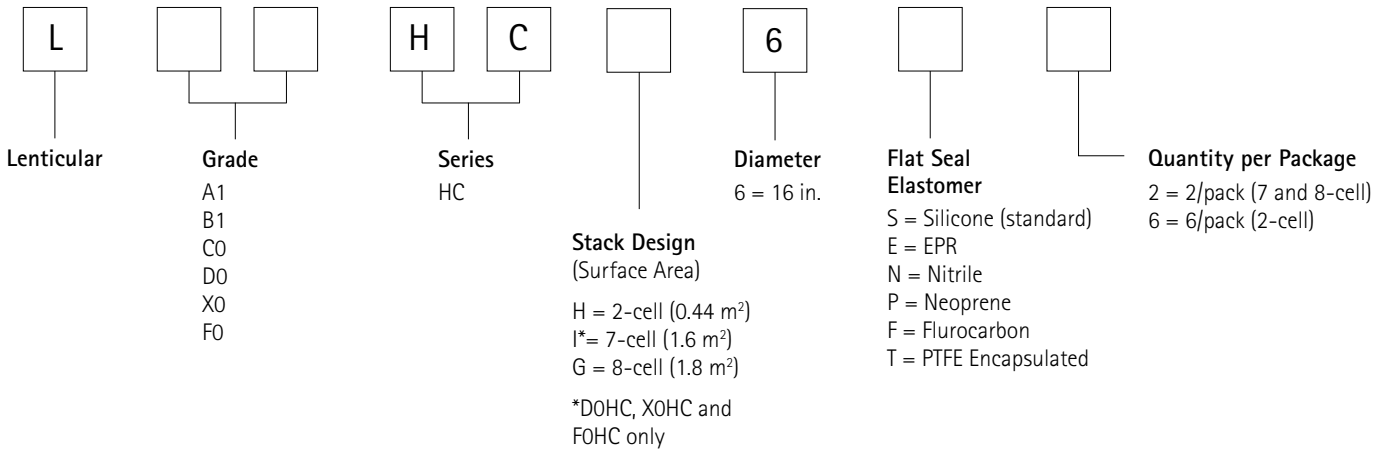 L H C 6
Lenticular
Grade
A1
B1
C0
D0
X0
F0
Series
HC
Stack Design
(Surface Area)
H = 2-cell (0.44 m²)
I*= 7-cell (1.6 m²)
G = 8-cell (1.8 m²)
*D0HC, X0HC and
F0HC only
Diameter
6 = 16 in.
Flat Seal
Elastomer
S = Silicone (standard)
E = EPR
N = Nitrile
P = Neoprene
F = Flurocarbon
T = PTFE Encapsulated
Quantity per Package
2 = 2/pack (7 and 8-cell)
6 = 6/pack (2-cell)